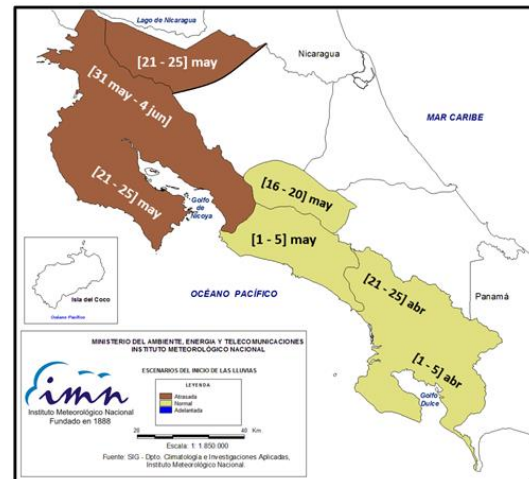 Lago de Nicaragua
[21 - 25] may
Nicaragua
[31 may - 4 jun]
MAR CARIBE
[21 - 25] may
Golfo
de
Nicoya
[16 - 20] may
[1 - 5] may
[21 - 25] abr
Panamá
[1 - 5] abr
Golfo
Dulce
OCÉANO PACÍFICO
Isla del Coco
Océano Pacífico
MINISTERIO DEL AMBIENTE, ENERGIA Y TELECOMUNICACIONES
INSTITUTO METEOROLÓGICO NACIONAL
ESCENARIOS DEL INICIO DE LAS LLUVIAS
LEYENDA
Atrasada
Normal
Adelantada
imn
Instituto Meteorológico Nacional
Fundado en 1888
20 0 40 Km.
Escala: 1: 1.850.000
Fuente: SIG - Dpto. Climatología e Investigaciones Aplicadas,
Instituto Meteorológico Nacional.